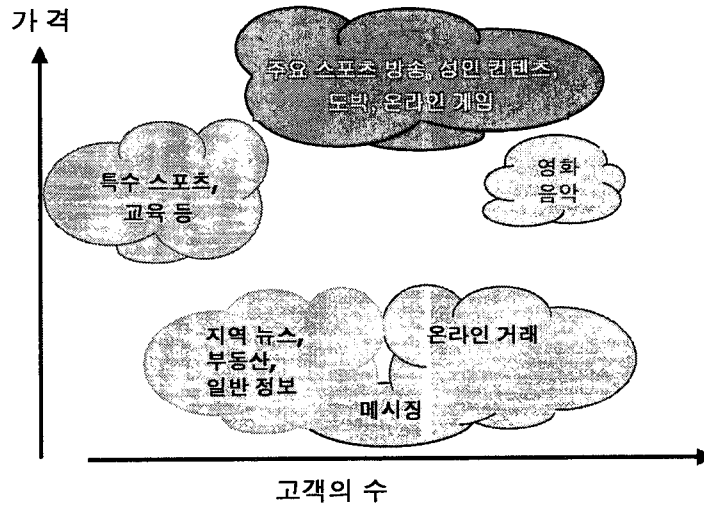 가 격
주요 스포츠 방송, 성인 컨텐츠,
도박, 온라인 게임
특수 스포츠,
교육 등
영화
음악
지역 뉴스,
부동산,
일반 정보
온라인 거래
메시징
고객의 수